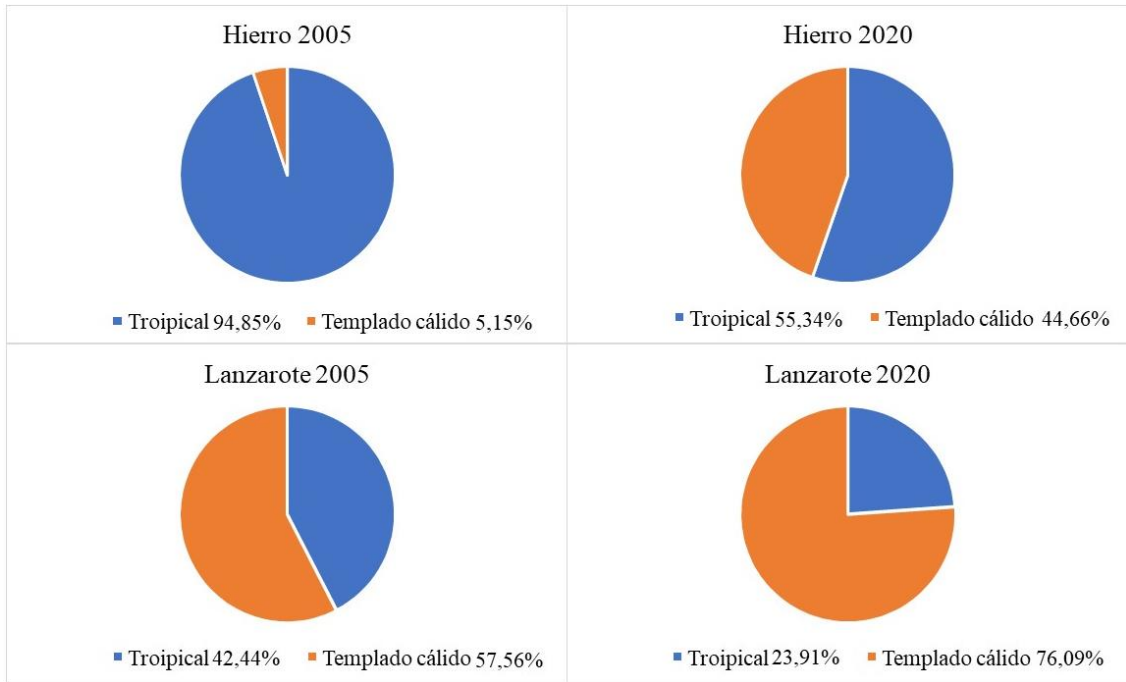 Hierro 2005
Troipical 94,85% Templado cálido 5,15%
Hierro 2020
Troipical 55,34% Templado cálido 44,66%
Lanzarote 2005
Troipical 42,44% Templado cálido 57,56%
Lanzarote 2020
Troipical 23,91% Templado cálido 76,09%